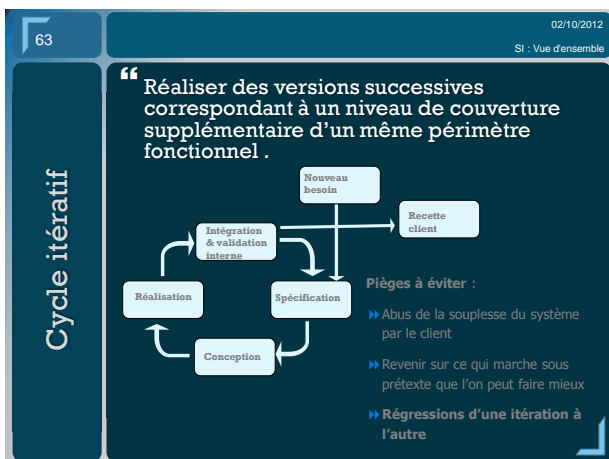 63
02/10/2012
SI : Vue d'ensemble
Cycle itératif
“
Réaliser des versions successives
correspondant à un niveau de couverture
supplémentaire d’un même périmètre
fonctionnel .
Nouveau
besoin
Recette
client
Intégration
& validation
interne
Réalisation
Spécification
Conception
Pièges à éviter :
Abus de la souplesse du système
par le client
Revenir sur ce qui marche sous
prétexte que l’on peut faire mieux
Régressions d’une itération à
l’autre